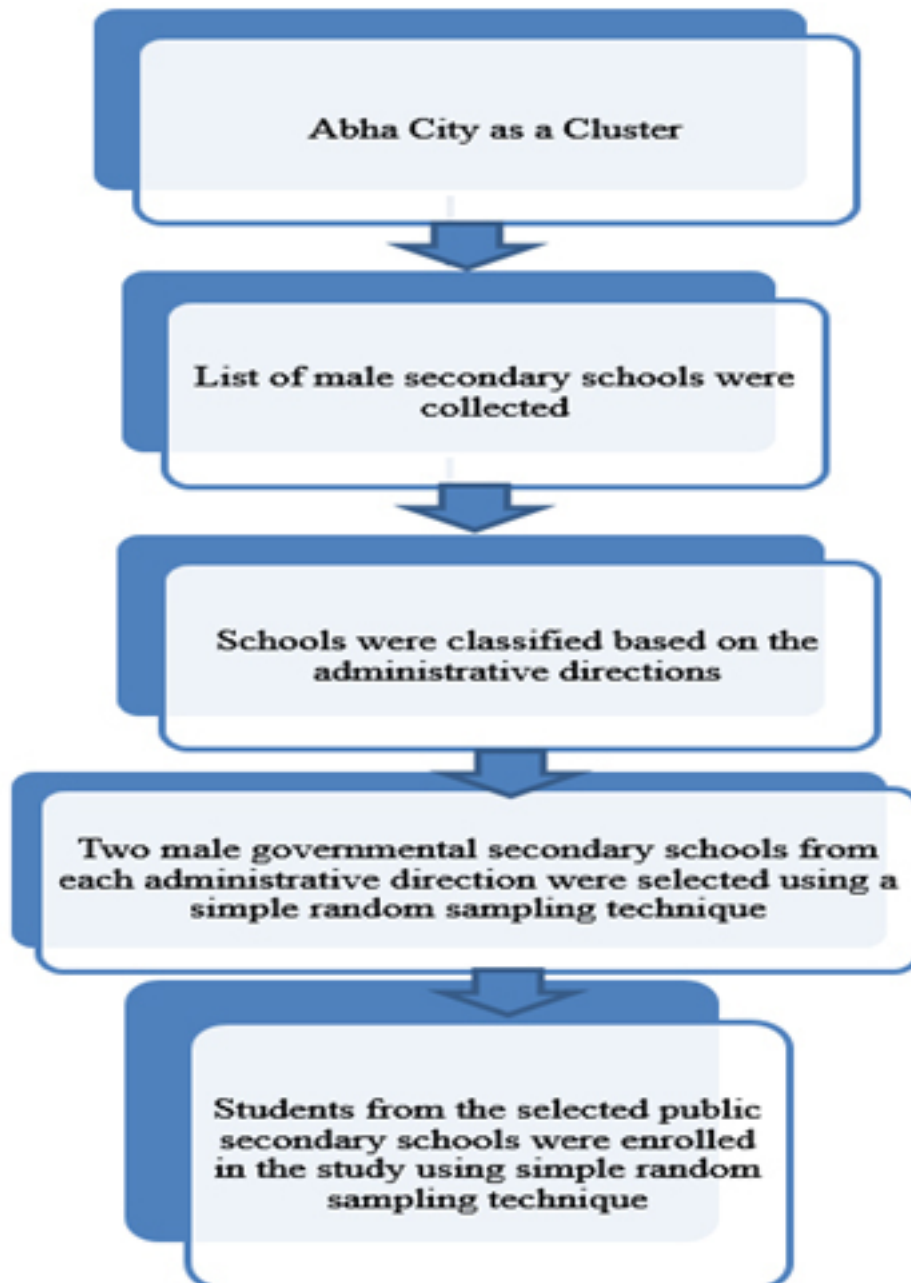 Abha City as a Cluster
List of male secondary schools were
collected
Schools were classified based on the
administrative directions
Two male governmental secondary schools from
each administrative direction were selected using a
simple random sampling technique
Students from the selected public
secondary schools were enrolled
in the study using simple random
sampling technique